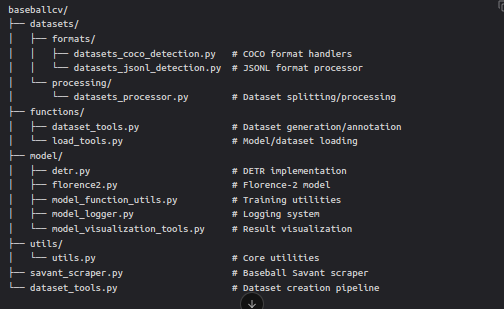 baseballcv/
├── datasets/
│   ├── formats/
│   │   ├── datasets_coco_detection.py   # COCO format handlers
│   │   └── datasets_jsonl_detection.py  # JSONL format processor
│   └── processing/
│       └── datasets_processor.py        # Dataset splitting/processing
├── functions/
│   ├── dataset_tools.py                 # Dataset generation/annotation
│   └── load_tools.py                    # Model/dataset loading
├── model/
│   ├── detr.py                          # DETR implementation
│   ├── florence2.py                     # Florence-2 model
│   ├── model_function_utils.py          # Training utilities
│   ├── model_logger.py                  # Logging system
│   └── model_visualization_tools.py     # Result visualization
├── utils/
│   └── utils.py                         # Core utilities
├── savant_scraper.py                    # Baseball Savant scraper
└── dataset_tools.py                     # Dataset creation pipeline